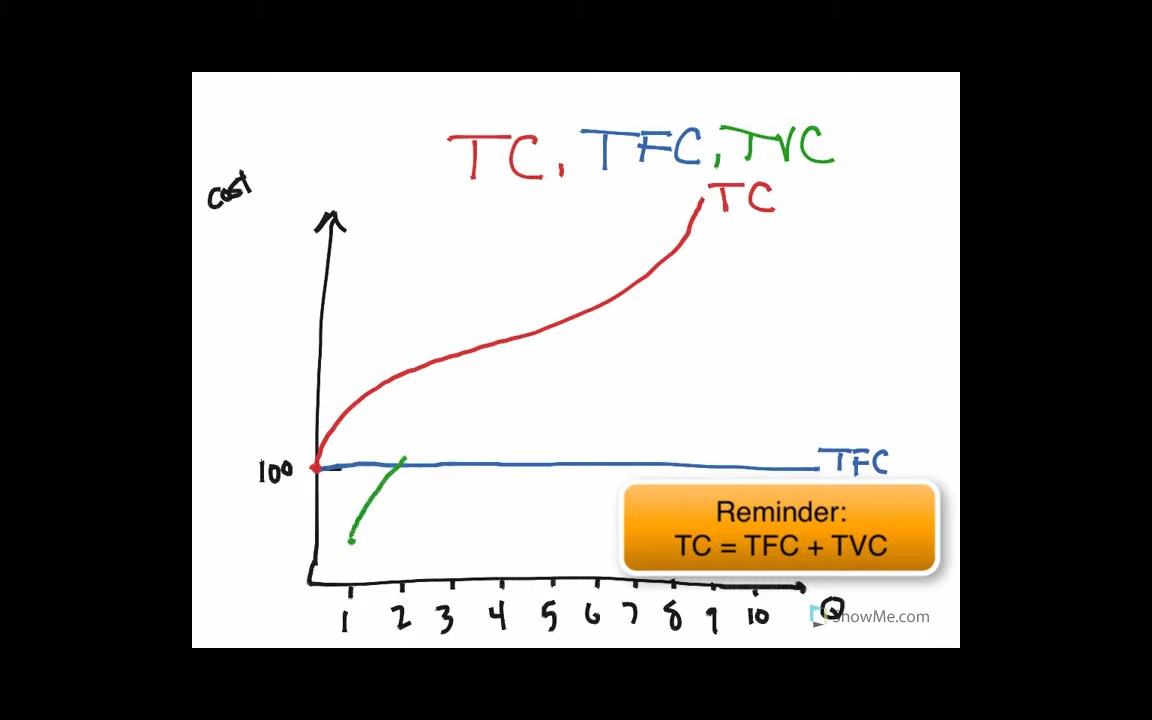 TC, TFC, TVC
cost
TC
100
TFC
Reminder:
TC = TFC + TVC
1 2 3 4 5 6 7 8 9 10 Q
ShowMe.com